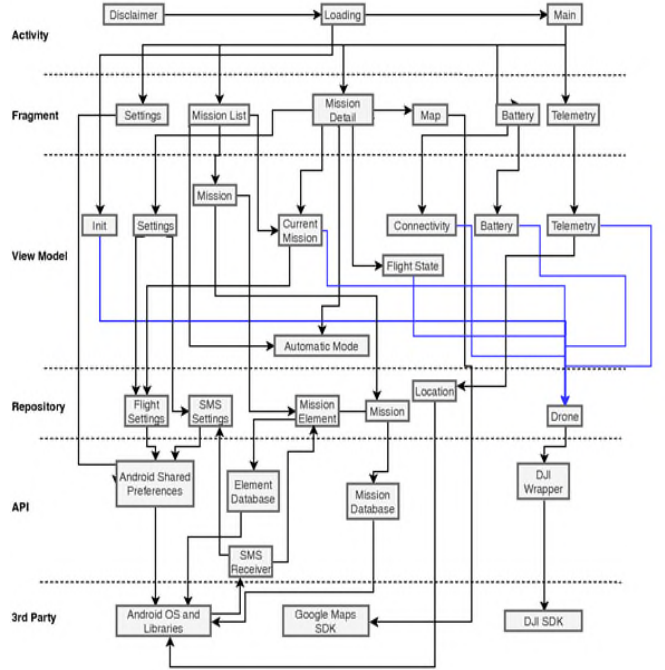 Disclaimer
Loading
Main
Activity
Fragment
Settings
Mission List
Mission
Detail
Map
Battery
Telemetry
Mission
Init
Settings
Current
Mission
Connectivity
Battery
Telemetry
View Model
Flight State
Automatic Mode
Location
Repository
Flight
Settings
SMS
Settings
Mission
Element
Mission
Drone
Android Shared
Preferences
Element
Database
Mission
Database
DJI
Wrapper
API
SMS
Receiver
3rd Party
Android OS and
Libraries
Google Maps
SDK
DJI SDK